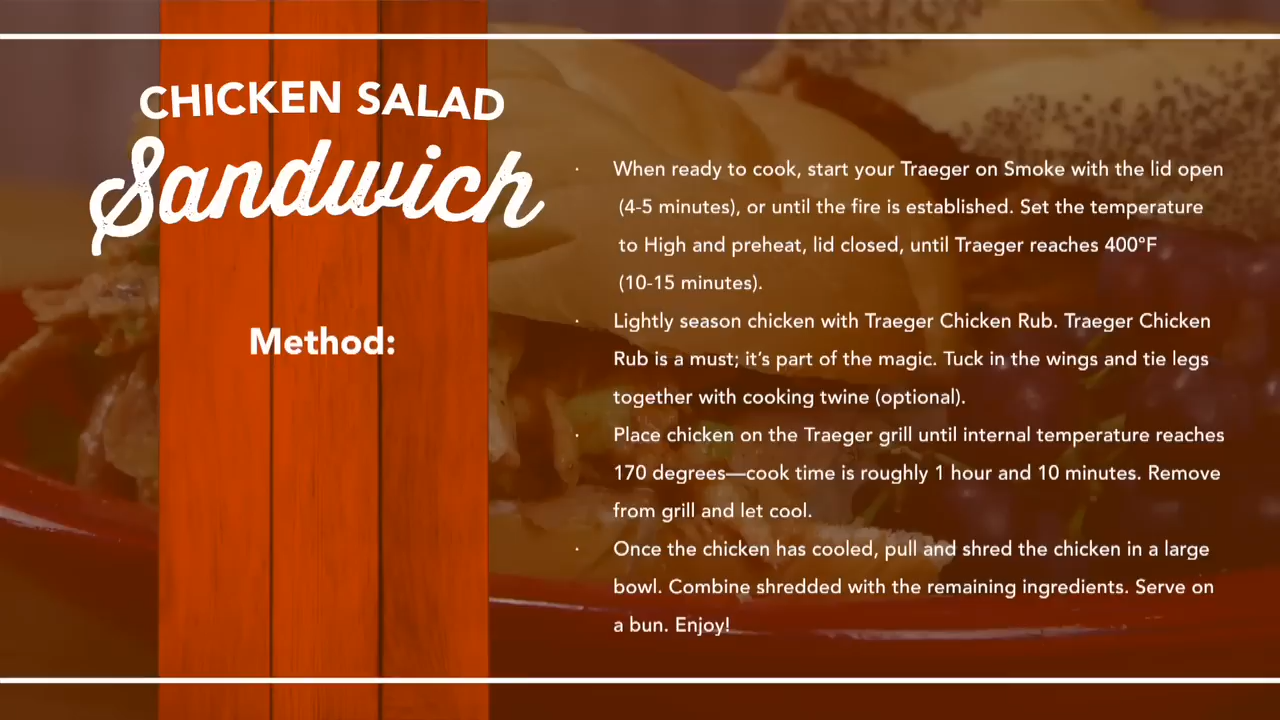 CHICKEN SALAD
Sandwich
Method:
· When ready to cook, start your Traeger on Smoke with the lid open
(4-5 minutes), or until the fire is established. Set the temperature
to High and preheat, lid closed, until Traeger reaches 400°F
(10-15 minutes).
· Lightly season chicken with Traeger Chicken Rub. Traeger Chicken
Rub is a must; it’s part of the magic. Tuck in the wings and tie legs
together with cooking twine (optional).
· Place chicken on the Traeger grill until internal temperature reaches
170 degrees—cook time is roughly 1 hour and 10 minutes. Remove
from grill and let cool.
· Once the chicken has cooled, pull and shred the chicken in a large
bowl. Combine shredded with the remaining ingredients. Serve on
a bun. Enjoy!